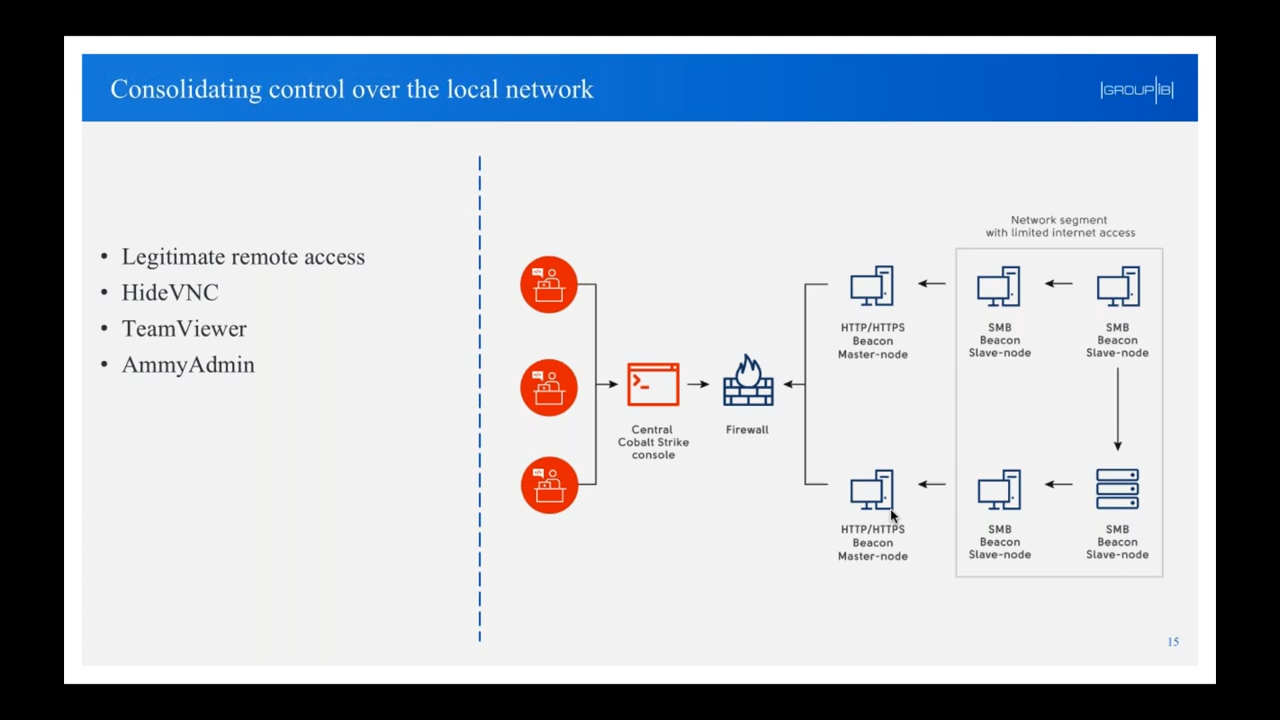 Consolidating control over the local network
|GROUP|IB|
• Legitimate remote access
• HideVNC
• TeamViewer
• AmmyAdmin
Network segment
with limited internet access
HTTP/HTTPS
Beacon
Master-node
SMB
Beacon
Slave-node
SMB
Beacon
Slave-node
Central
Cobalt Strike
console
Firewall
HTTP/HTTPS
Beacon
Master-node
SMB
Beacon
Slave-node
SMB
Beacon
Slave-node
15